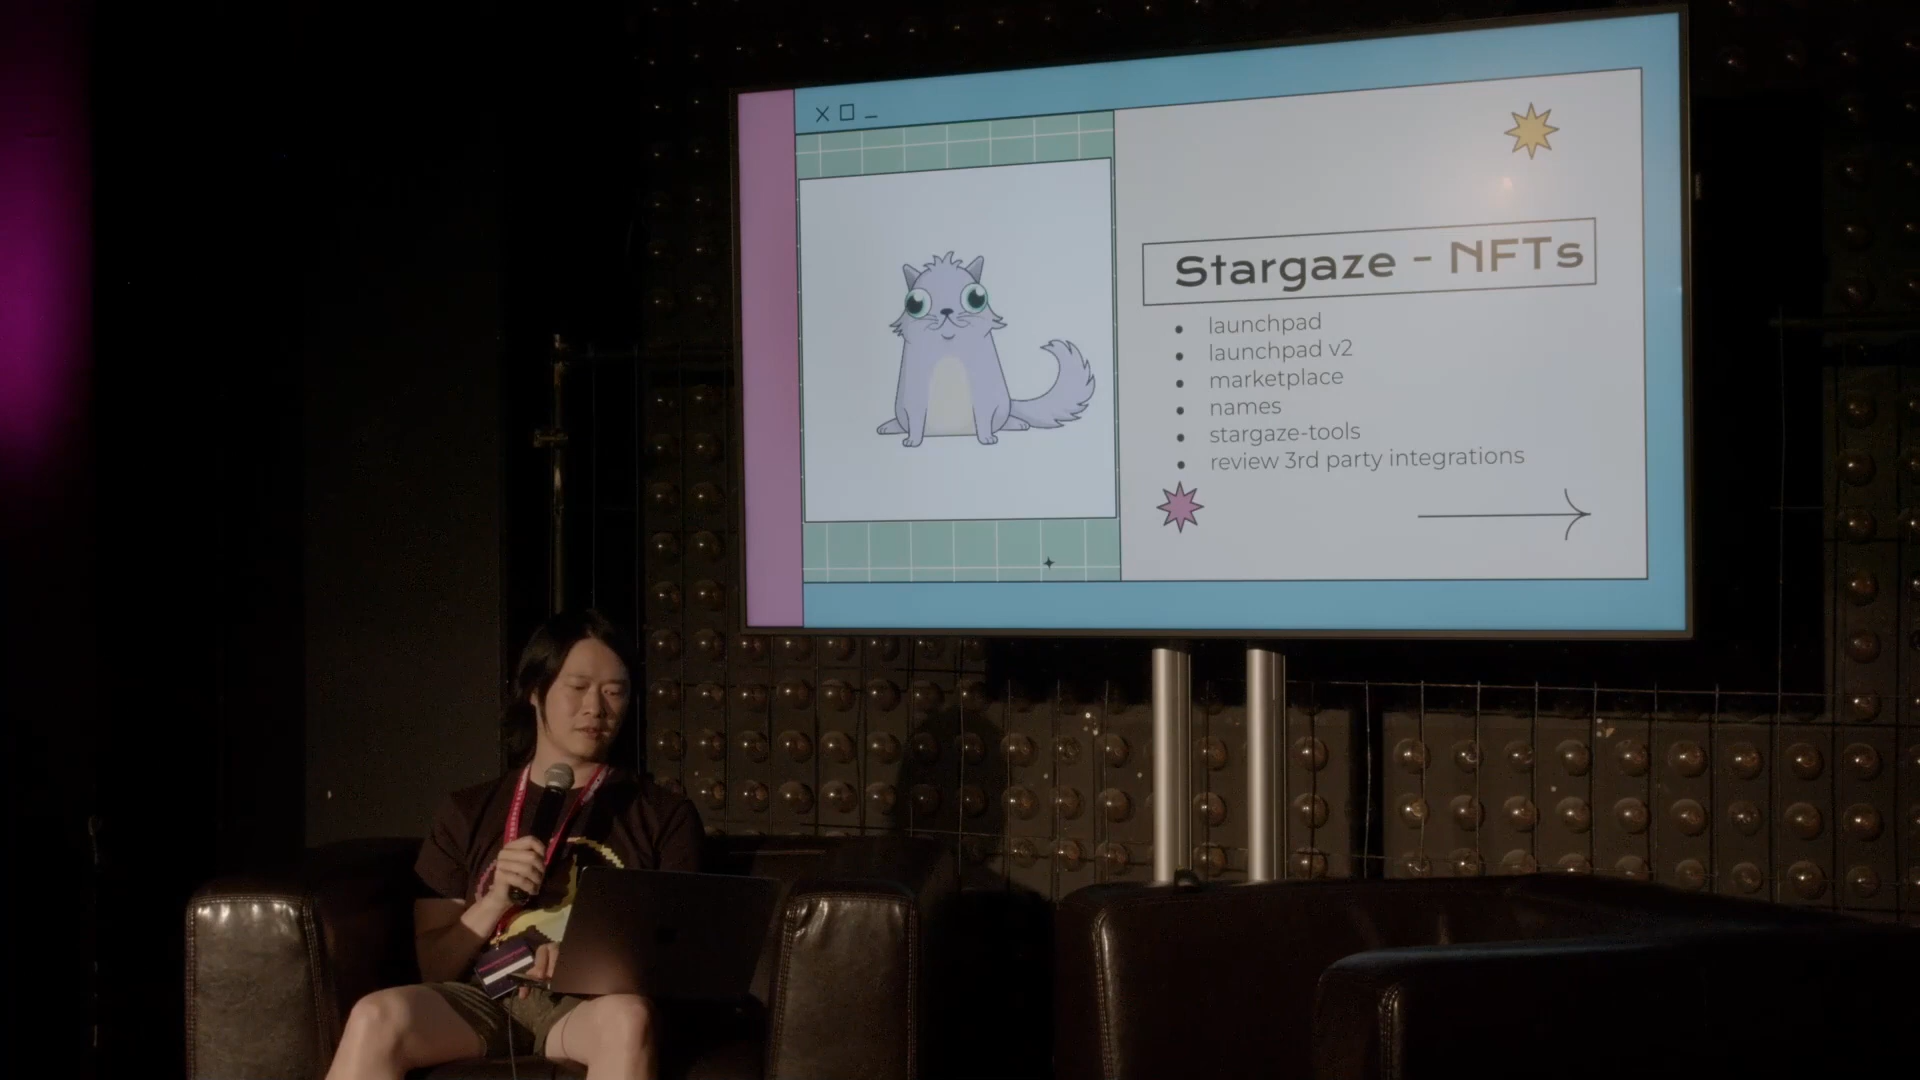 Stargaze - NFTs
launchpad
launchpad v2
marketplace
names
stargaze-tools
review 3rd party integrations